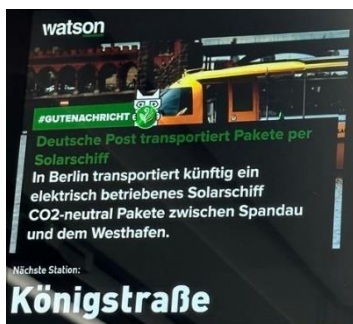 watson
#GUTENACHRICHT
Deutsche Post transportiert Pakete per
Solarschiff
In Berlin transportiert künftig ein
elektrisch betriebenes Solarschiff
CO2-neutral Pakete zwischen Spandau
und dem Westhafen.
Nächste Station:
Königstraße